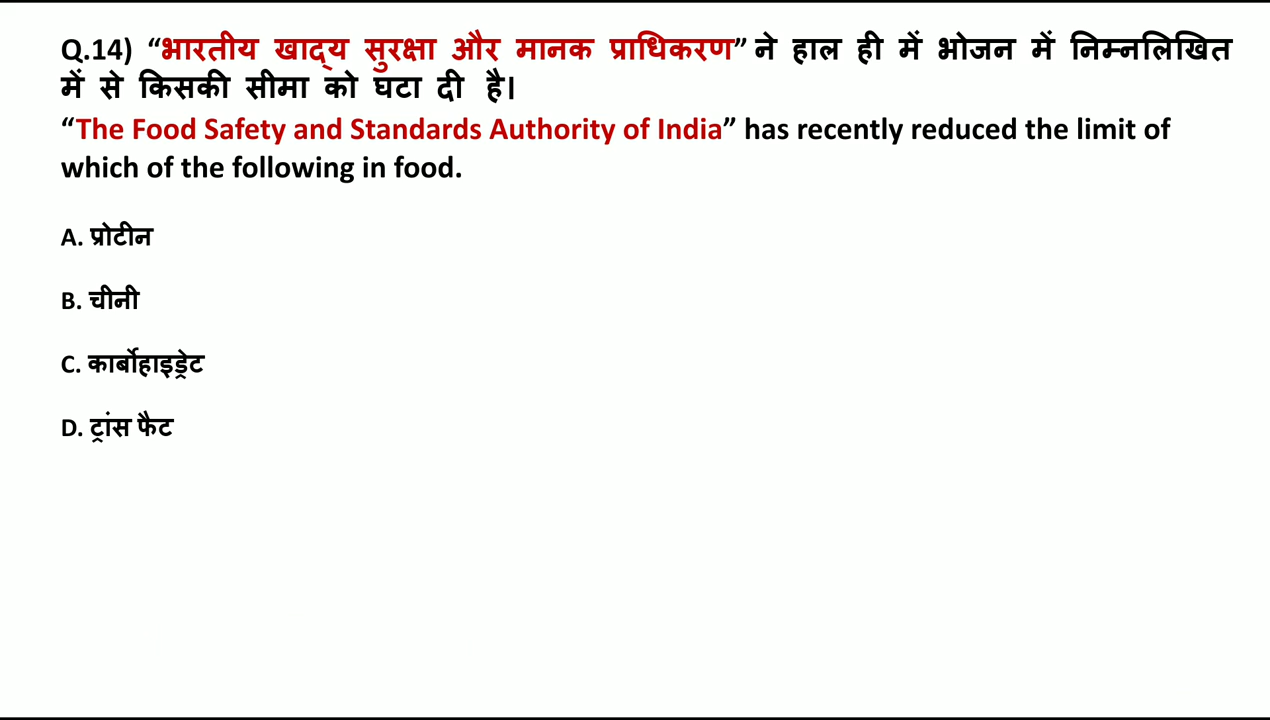 Q.14) “भारतीय खाद्य सुरक्षा और मानक प्राधिकरण” ने हाल ही में भोजन में निम्नलिखित
में से किसकी सीमा को घटा दी है।
“The Food Safety and Standards Authority of India” has recently reduced the limit of
which of the following in food.
A. प्रोटीन
B. चीनी
C. कार्बोहाइड्रेट
D. ट्रांस फैट